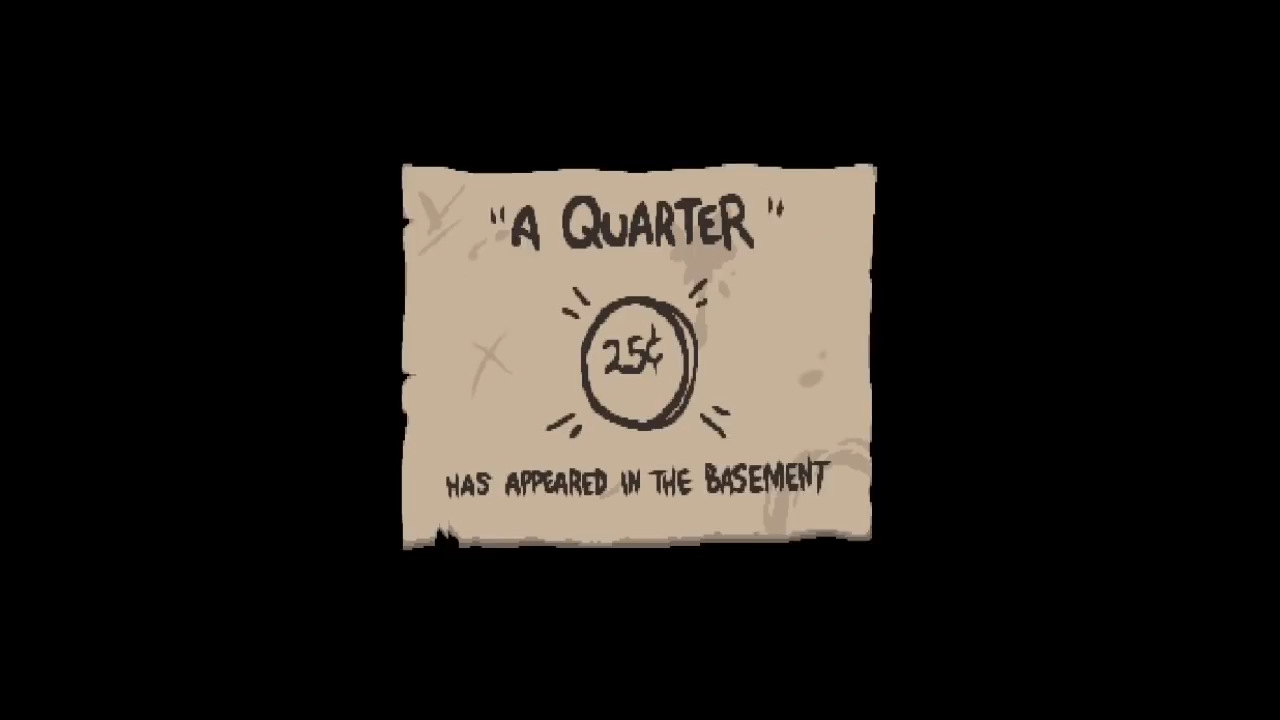 "A QUARTER"
25¢
HAS APPEARED IN THE BASEMENT